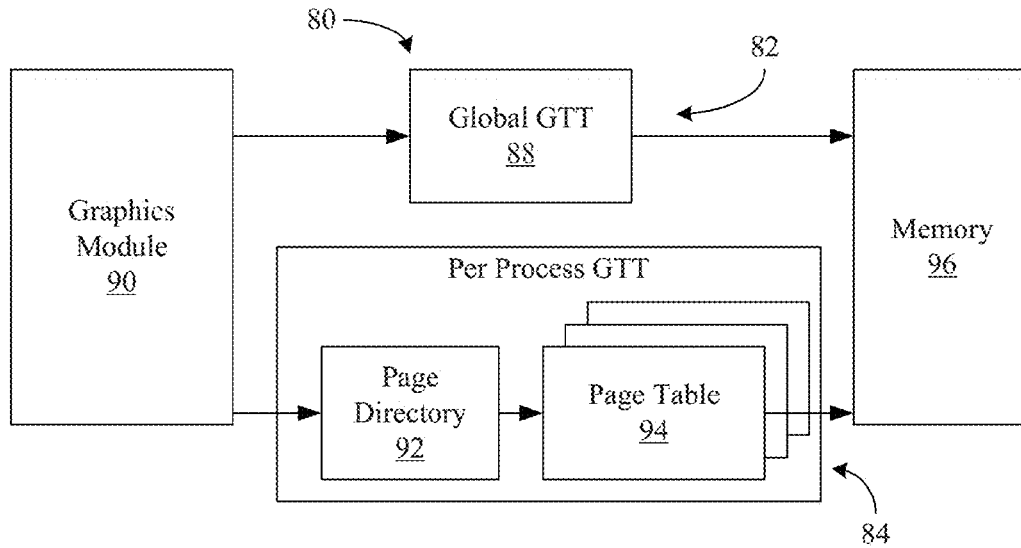 80
82
Global GTT
88
Graphics
Module
90
Memory
96
Per Process GTT
Page
Directory
92
Page Table
94
84